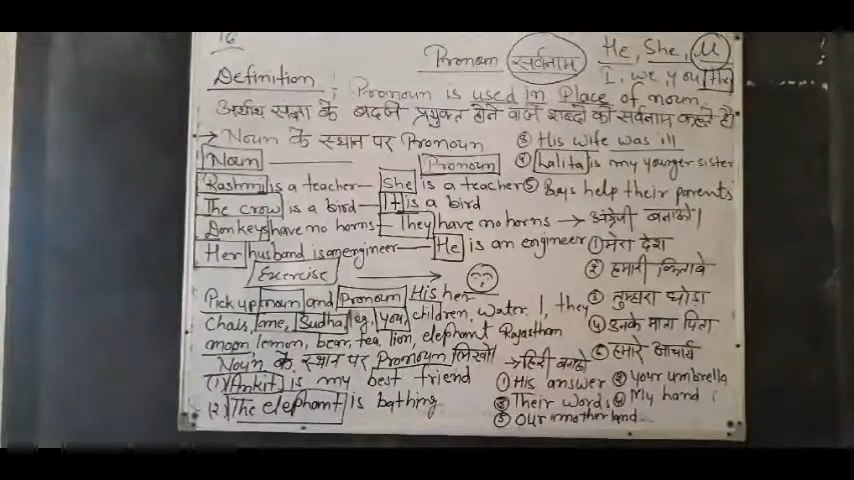 16
Pronoun सर्वनाम He, She, It
I, we, you, the
Definition : Pronoun is used in Place of noun.
अर्थात संज्ञा के बदले प्रयुक्त होने वाले शब्दों को सर्वनाम कहते हैं
→ Noun के स्थान पर Pronoun
Noun Pronoun
Rashmi is a teacher — She is a teacher
The crow is a bird — It is a bird
Donkeys have no horns — They have no horns
Her husband is an engineer — He is an engineer
Exercise →
Pick up noun and Pronoun His her
Chais, ame, Sudha, leg, you, children, water, I, they
moon lemon, bear, tea, lion, elephant Rajasthan
Noun के स्थान पर Pronoun लिखो।
(1) Ankit is my best friend
(2) The elephant is bathing
③ His wife was ill
④ Lalita is my younger sister
⑤ Boys help their parents
→ अंग्रेजी बनाओ।
① मेरा देश
② हमारी किताबे
③ तुम्हारा घोड़ा
④ उनके माता पिता
⑤ हमारे आचार्य
→ हिंदी बनाओ
① His answer ② your umbrella
③ Their words ④ My hand
⑤ Our motherland